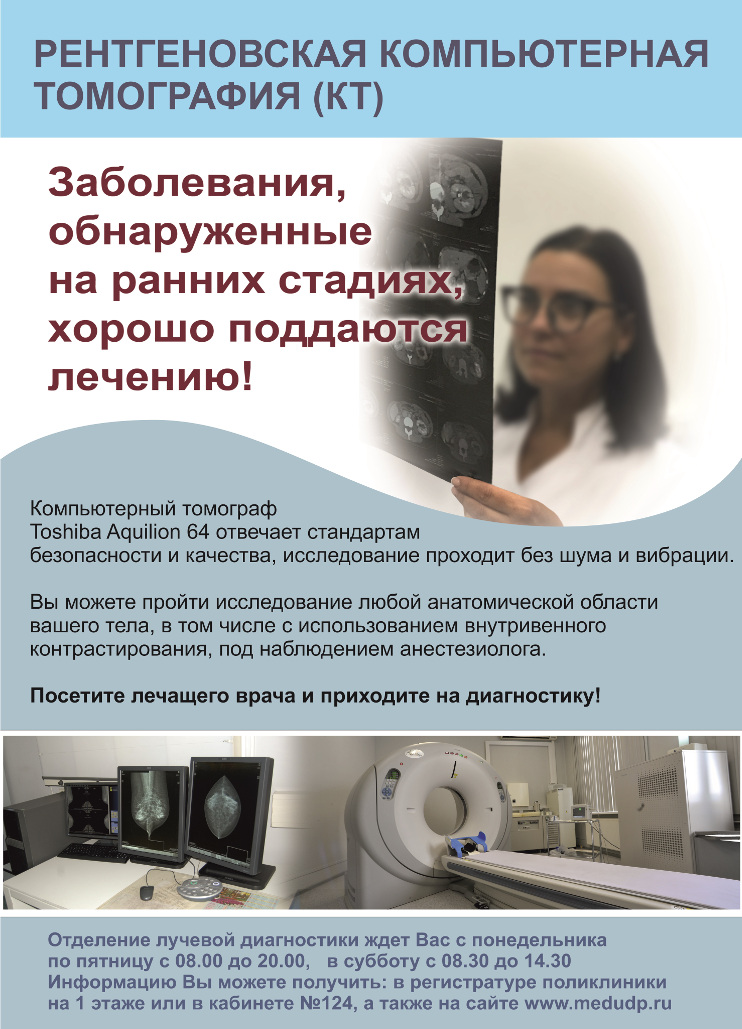 РЕНТГЕНОВСКАЯ КОМПЬЮТЕРНАЯ
ТОМОГРАФИЯ (КТ)
Заболевания,
обнаруженные
на ранних стадиях,
хорошо поддаются
лечению!
Компьютерный томограф
Toshiba Aquilion 64 отвечает стандартам
безопасности и качества, исследование проходит без шума и вибрации.
Вы можете пройти исследование любой анатомической области
вашего тела, в том числе с использованием внутривенного
контрастирования, под наблюдением анестезиолога.
Посетите лечащего врача и приходите на диагностику!
Отделение лучевой диагностики ждет Вас с понедельника
по пятницу с 08.00 до 20.00, в субботу с 08.30 до 14.30
Информацию Вы можете получить: в регистратуре поликлиники
на 1 этаже или в кабинете №124, а также на сайте www.medudp.ru